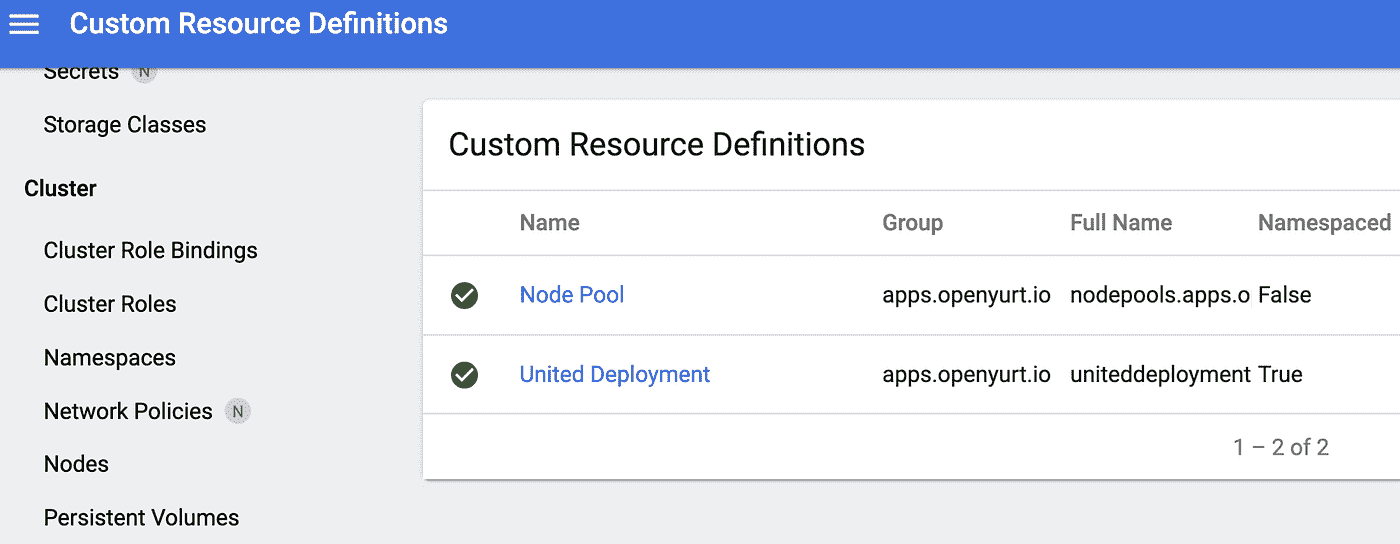 Custom Resource Definitions
Secrets N
Storage Classes
Cluster
Cluster Role Bindings
Cluster Roles
Namespaces
Network Policies N
Nodes
Persistent Volumes
Custom Resource Definitions
Name Group Full Name Namespaced
Node Pool apps.openyurt.io nodepools.apps.o False
United Deployment apps.openyurt.io uniteddeployment True
1 – 2 of 2